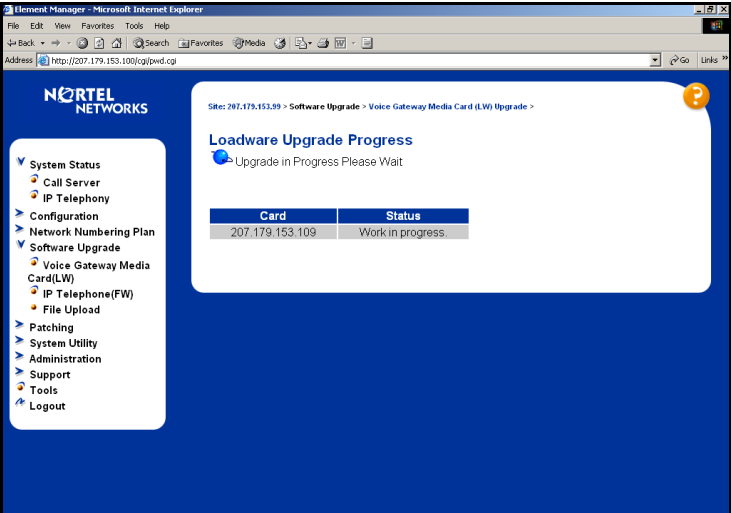 Element Manager - Microsoft Internet Explorer
File Edit View Favorites Tools Help
Back Search Favorites Media
Address http://207.179.153.100/cgi/pwd.cgi Go Links »
NORTEL
NETWORKS
System Status
Call Server
IP Telephony
Configuration
Network Numbering Plan
Software Upgrade
Voice Gateway Media
Card(LW)
IP Telephone(FW)
File Upload
Patching
System Utility
Administration
Support
Tools
Logout
?
Site: 207.179.153.99 > Software Upgrade > Voice Gateway Media Card (LW) Upgrade >
Loadware Upgrade Progress
Upgrade in Progress Please Wait
Card Status
207.179.153.109 Work in progress.